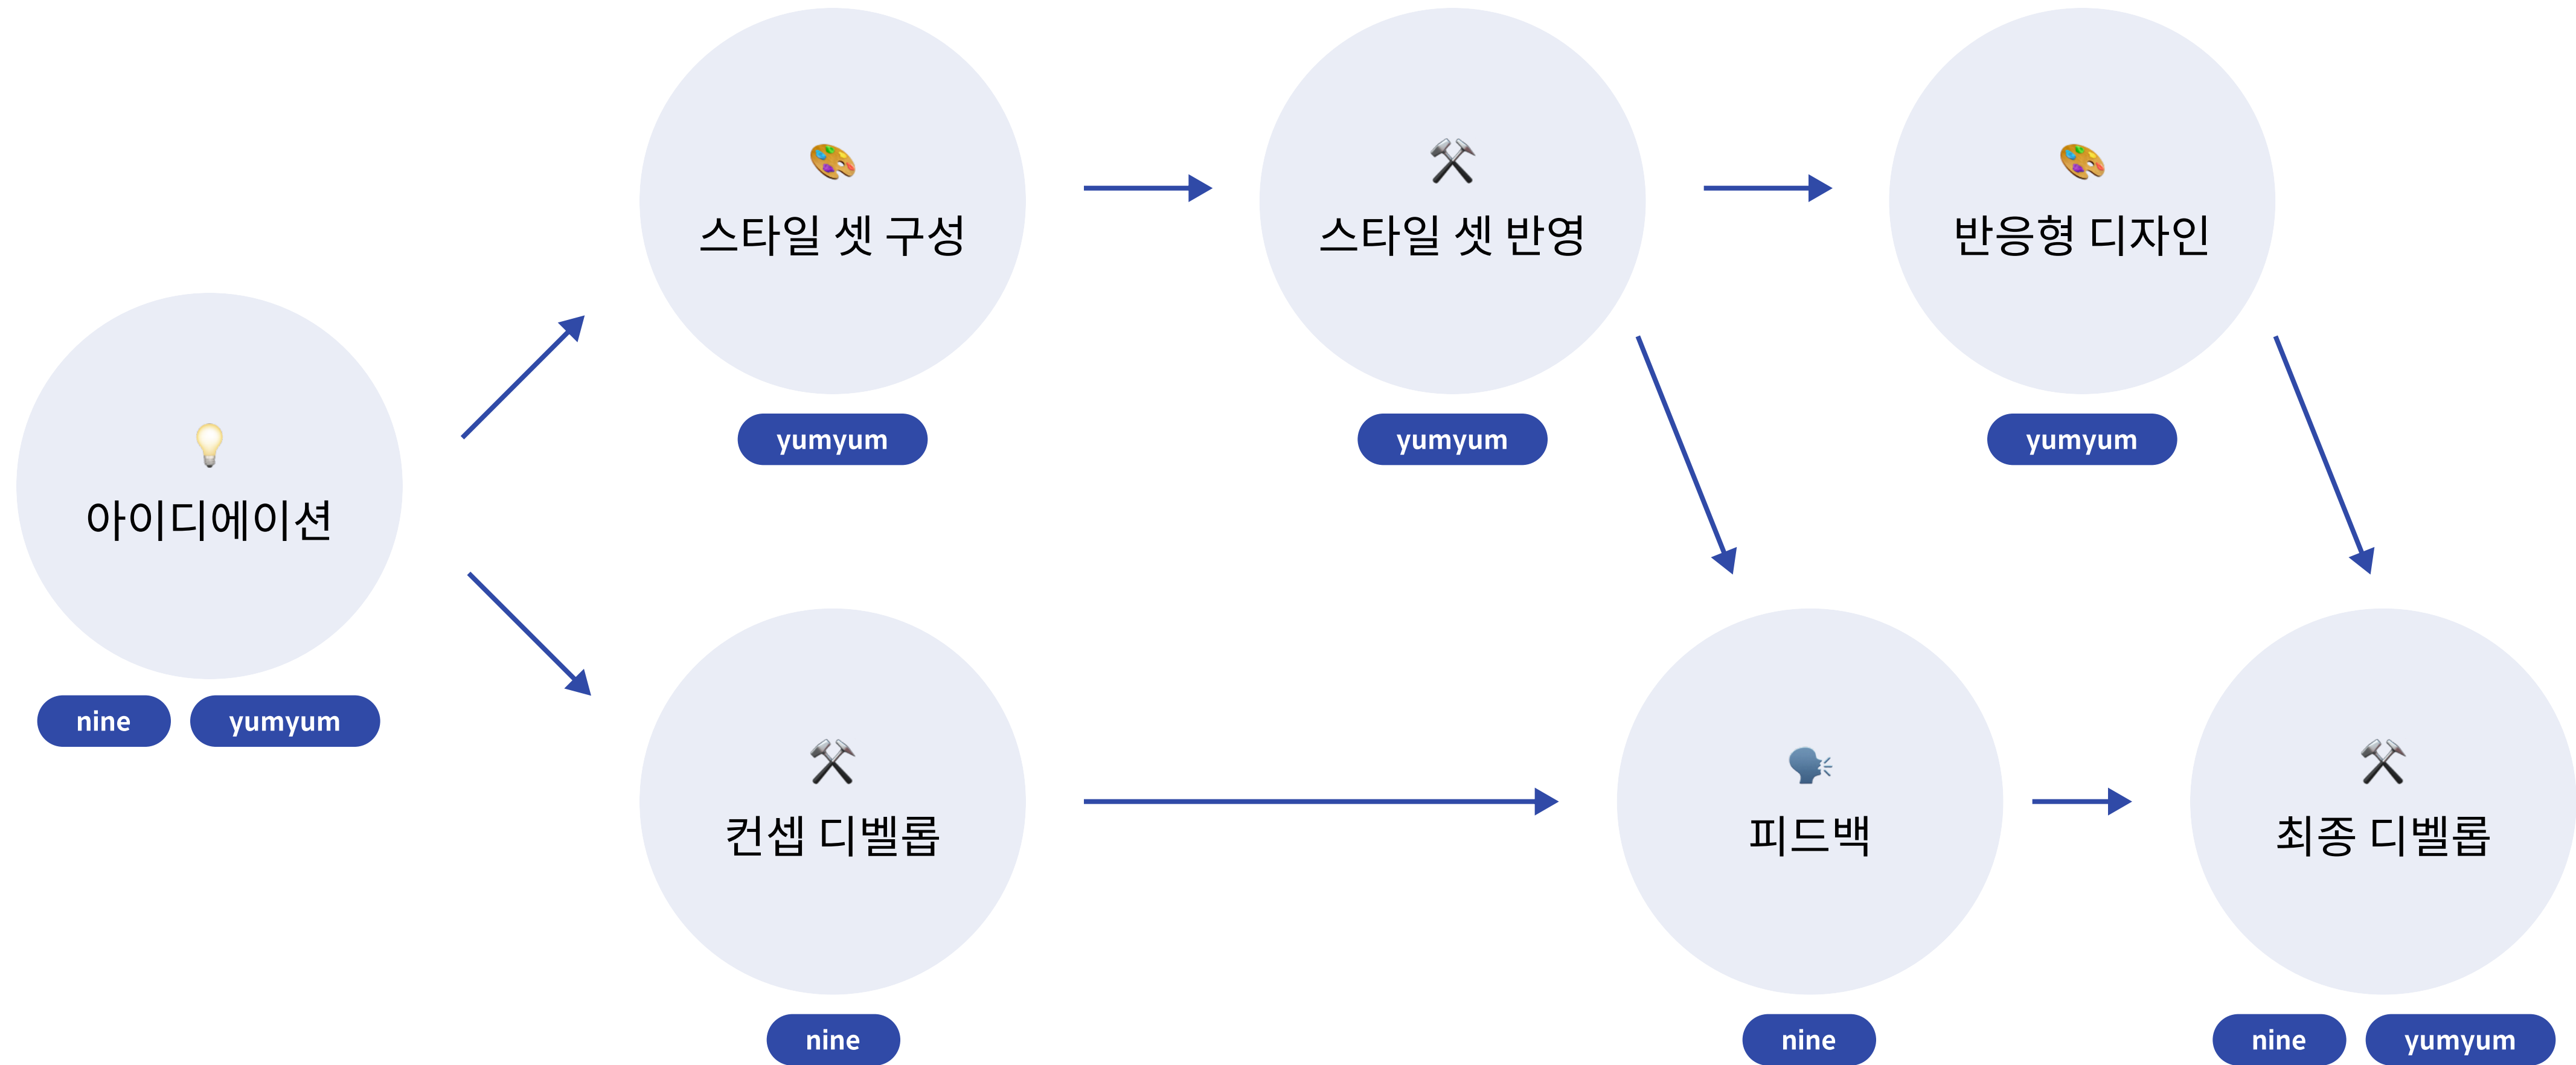 아이디에이션
nine
yumyum
스타일 셋 구성
yumyum
스타일 셋 반영
yumyum
반응형 디자인
yumyum
컨셉 디벨롭
nine
피드백
nine
최종 디벨롭
nine
yumyum